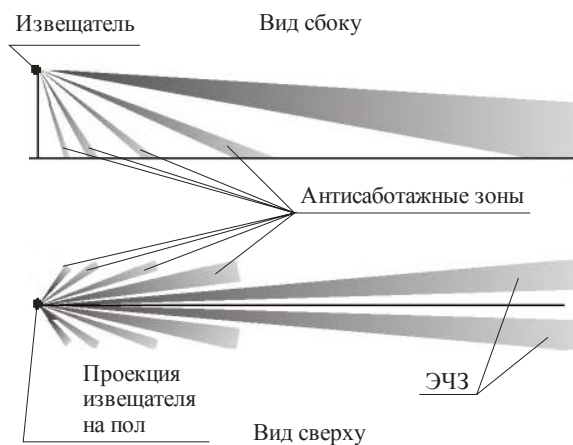 Извещатель
Вид сбоку
Антисаботажные зоны
Проекция
извещателя
на пол
ЭЧЗ
Вид сверху